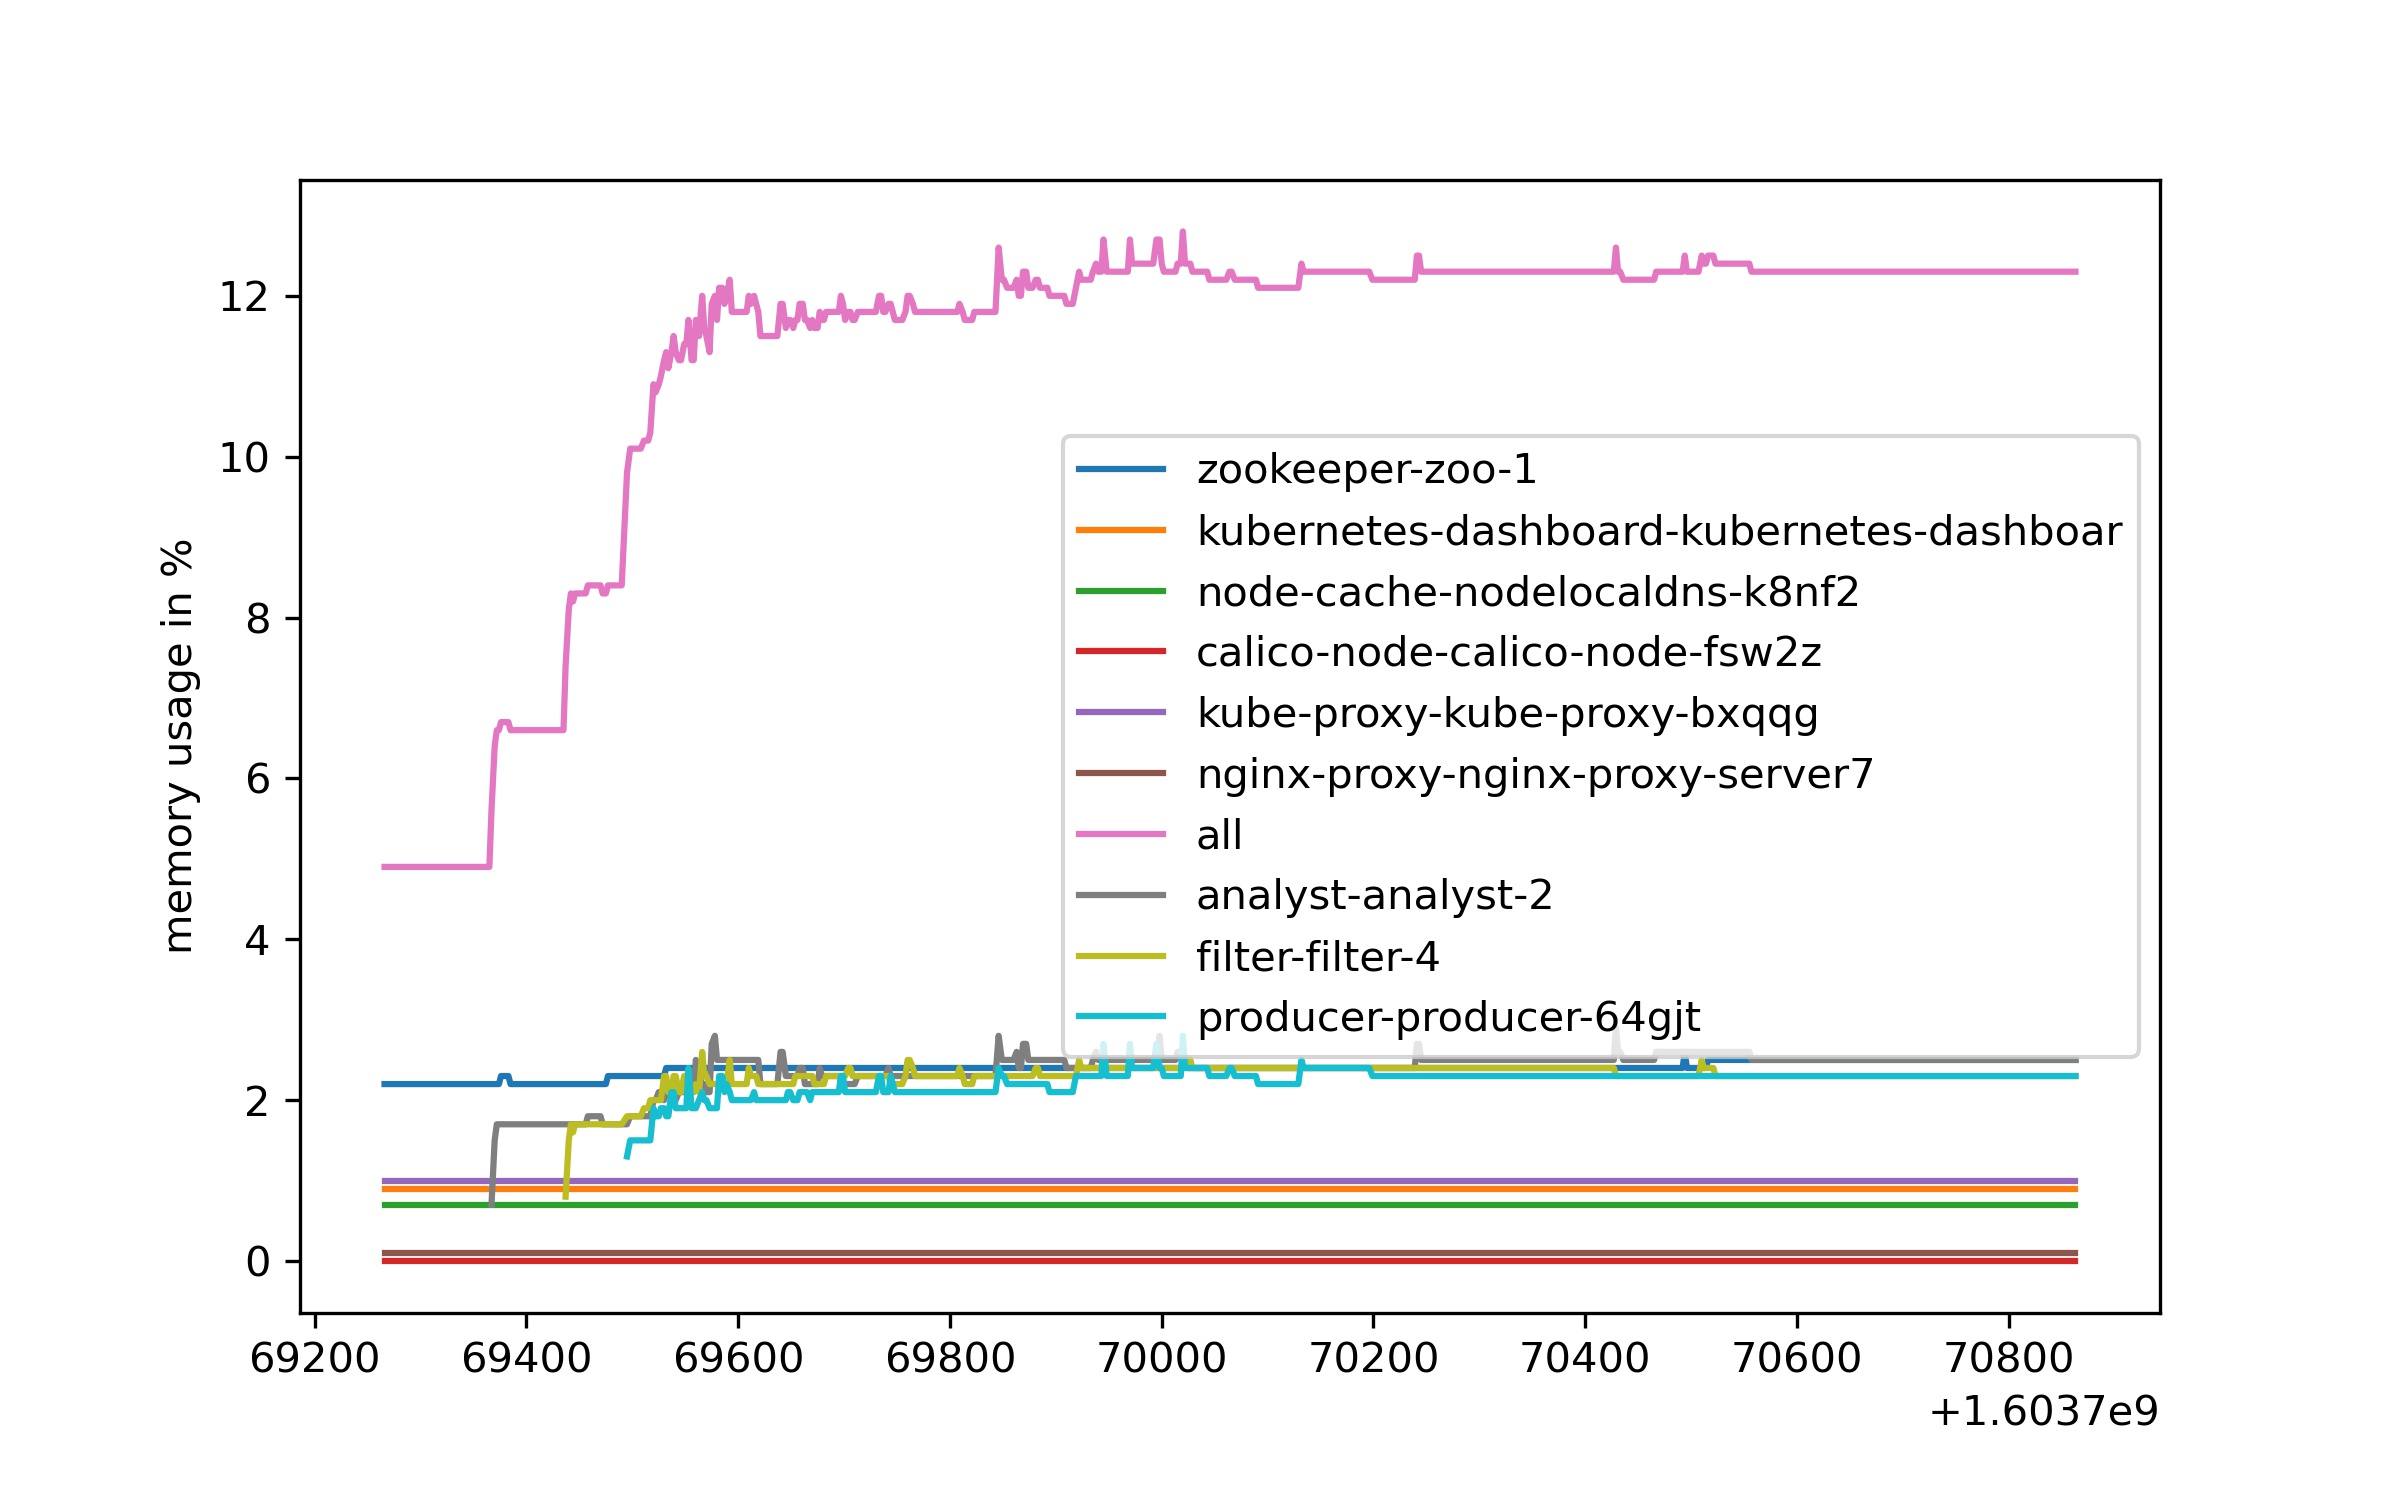 memory usage in %
12
10
8
6
4
2
0
zookeeper-zoo-1
kubernetes-dashboard-kubernetes-dashboar
node-cache-nodelocaldns-k8nf2
calico-node-calico-node-fsw2z
kube-proxy-kube-proxy-bxqqg
nginx-proxy-nginx-proxy-server7
all
analyst-analyst-2
filter-filter-4
producer-producer-64gjt
69200 69400 69600 69800 70000 70200 70400 70600 70800
+1.6037e9